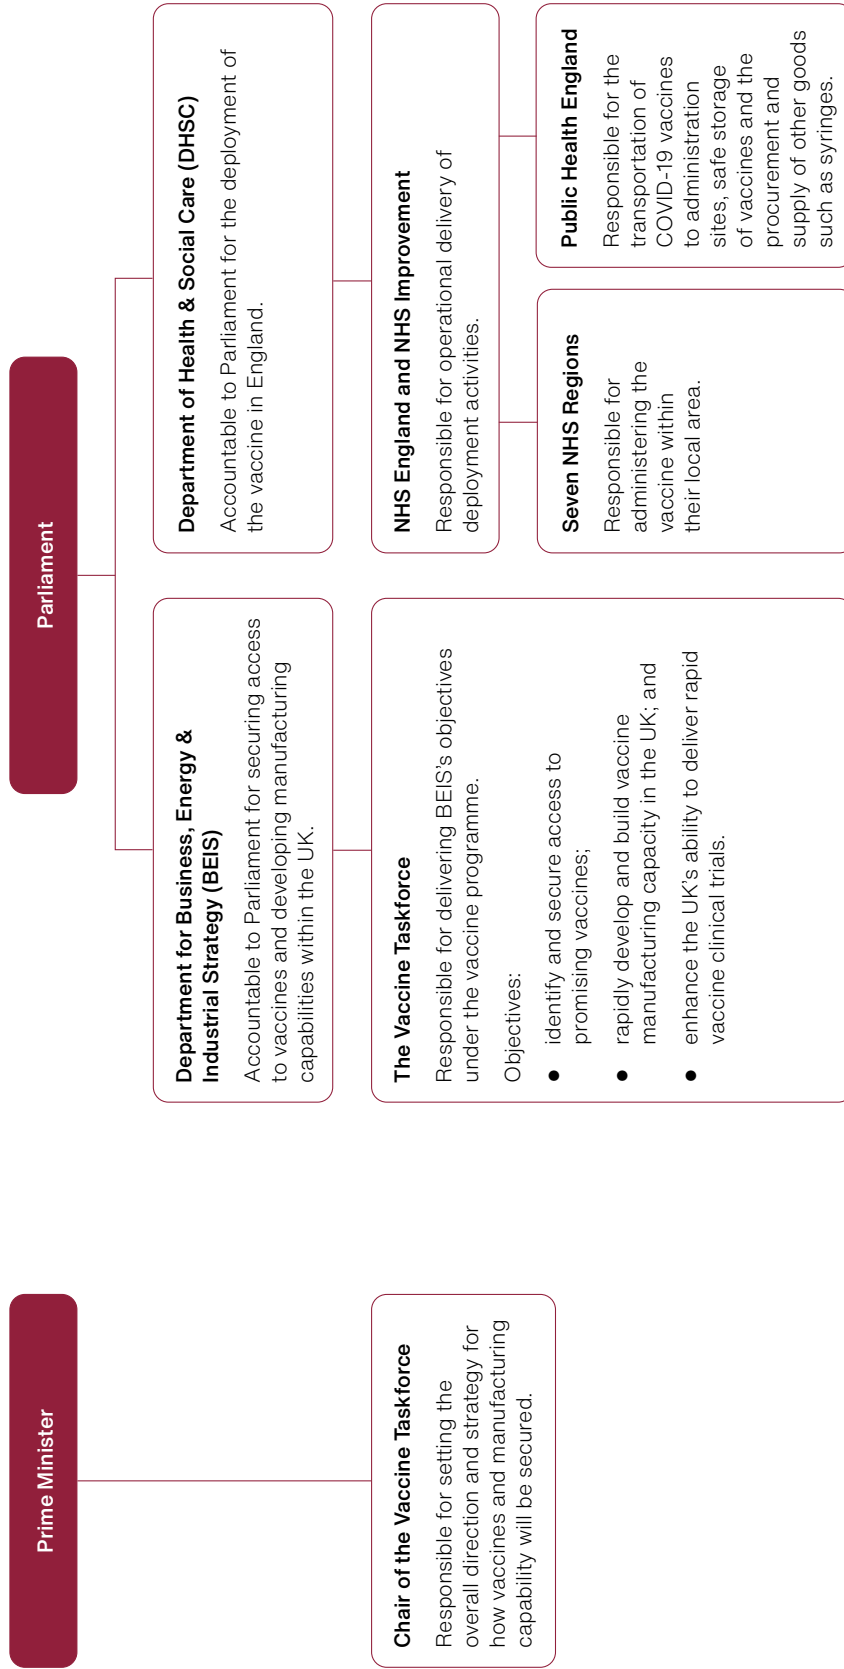 Prime Minister
Parliament
Department for Business, Energy &
Industrial Strategy (BEIS)
Accountable to Parliament for securing access
to vaccines and developing manufacturing
capabilities within the UK.
Department of Health & Social Care (DHSC)
Accountable to Parliament for the deployment of
the vaccine in England.
Chair of the Vaccine Taskforce
Responsible for setting the
overall direction and strategy for
how vaccines and manufacturing
capability will be secured.
The Vaccine Taskforce
Responsible for delivering BEIS’s objectives
under the vaccine programme.
Objectives:
● identify and secure access to
promising vaccines;
● rapidly develop and build vaccine
manufacturing capacity in the UK; and
● enhance the UK’s ability to deliver rapid
vaccine clinical trials.
NHS England and NHS Improvement
Responsible for operational delivery of
deployment activities.
Seven NHS Regions
Responsible for
administering the
vaccine within
their local area.
Public Health England
Responsible for the
transportation of
COVID-19 vaccines
to administration
sites, safe storage
of vaccines and the
procurement and
supply of other goods
such as syringes.